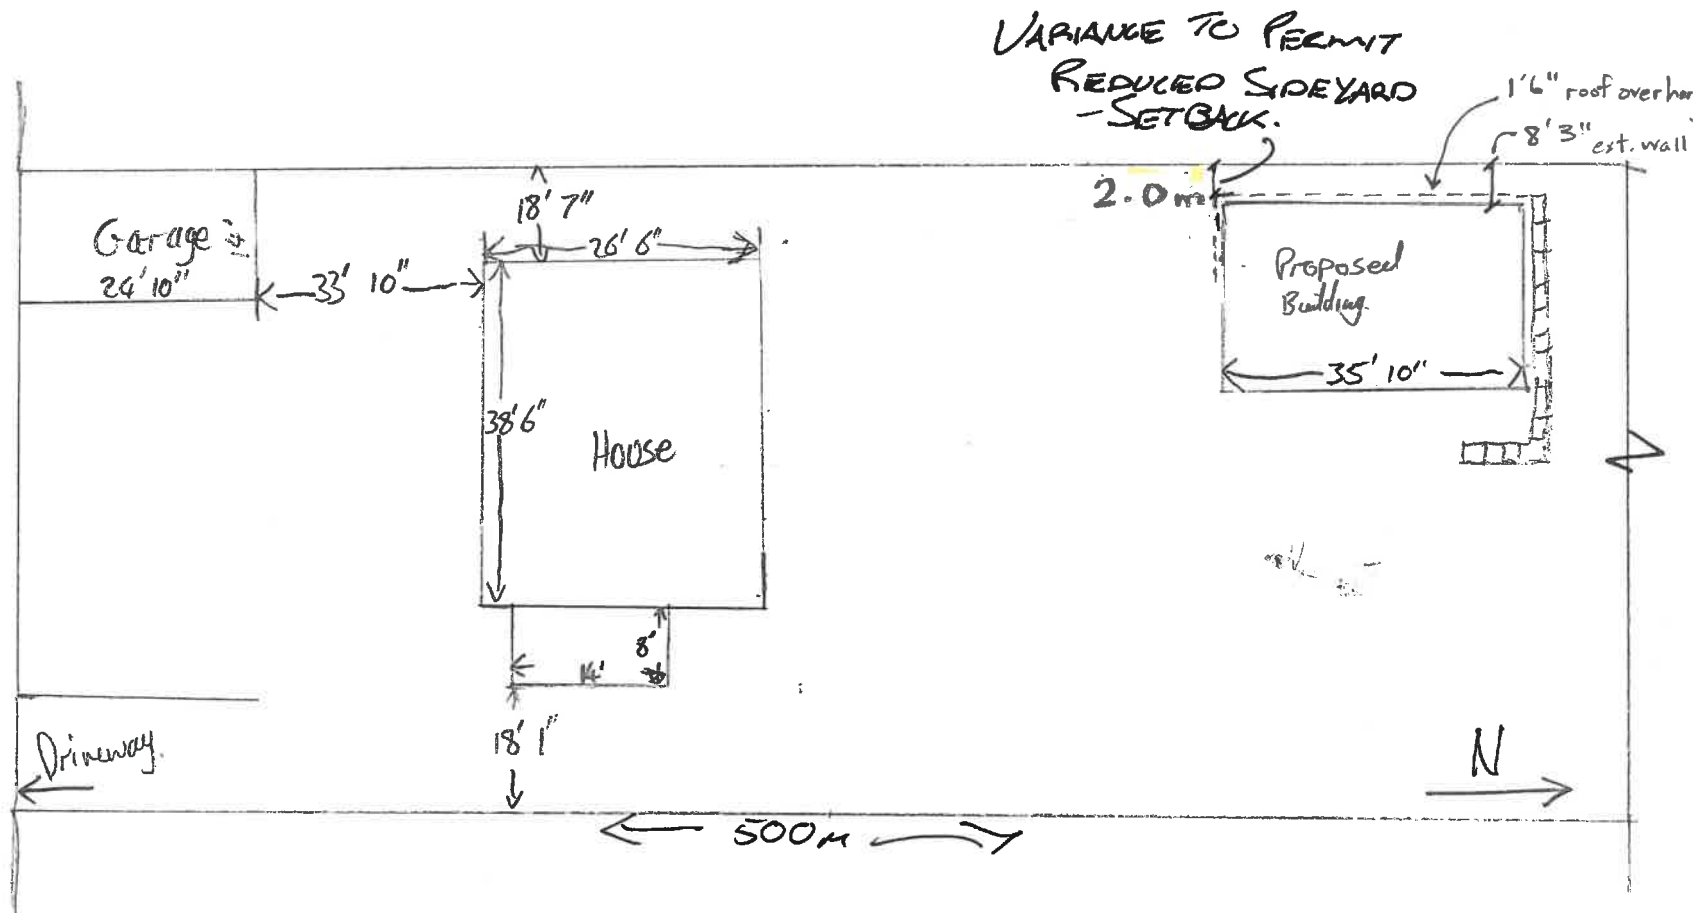 VARIANCE TO PERMIT
REDUCED SIDEYARD
-SETBACK.
1'6" roof overhan
8'3" ext. wall
2.0m
18' 7"
26' 6"
Garage
24' 10"
33' 10"
Proposed
Building.
35' 10"
38'6"
House
8'
14'
18' 1"
Driveway.
N
500m